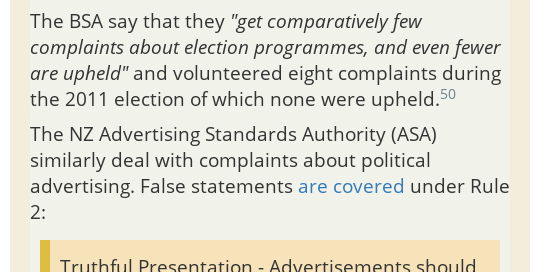 The BSA say that they "get comparatively few
complaints about election programmes, and even fewer
are upheld" and volunteered eight complaints during
the 2011 election of which none were upheld.50
The NZ Advertising Standards Authority (ASA)
similarly deal with complaints about political
advertising. False statements are covered under Rule
2:
Truthful Presentation - Advertisements should